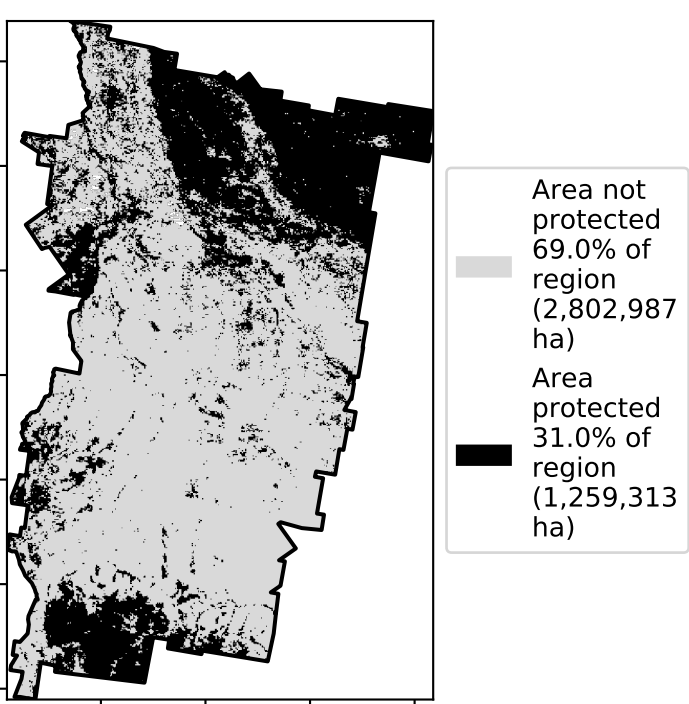 Area not
protected
69.0% of
region
(2,802,987
ha)
Area
protected
31.0% of
region
(1,259,313
ha)